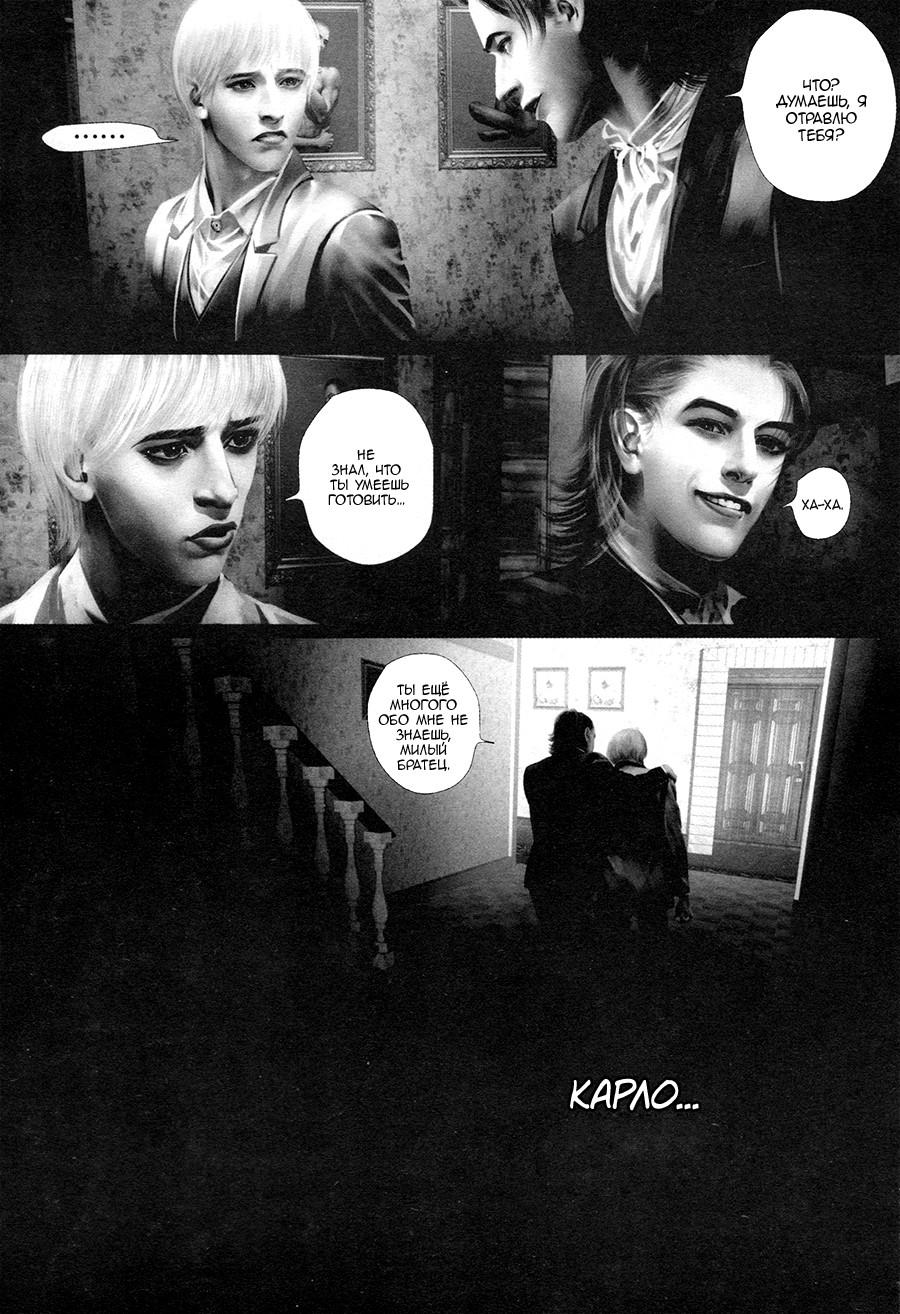 ......
ЧТО?
ДУМАЕШЬ, Я
ОТРАВЛЮ
ТЕБЯ?
НЕ
ЗНАЛ, ЧТО
ТЫ УМЕЕШЬ
ГОТОВИТЬ...
ХА-ХА.
ТЫ ЕЩЁ
МНОГОГО
ОБО МНЕ НЕ
ЗНАЕШЬ,
МИЛЫЙ
БРАТЕЦ.
КАРЛО...